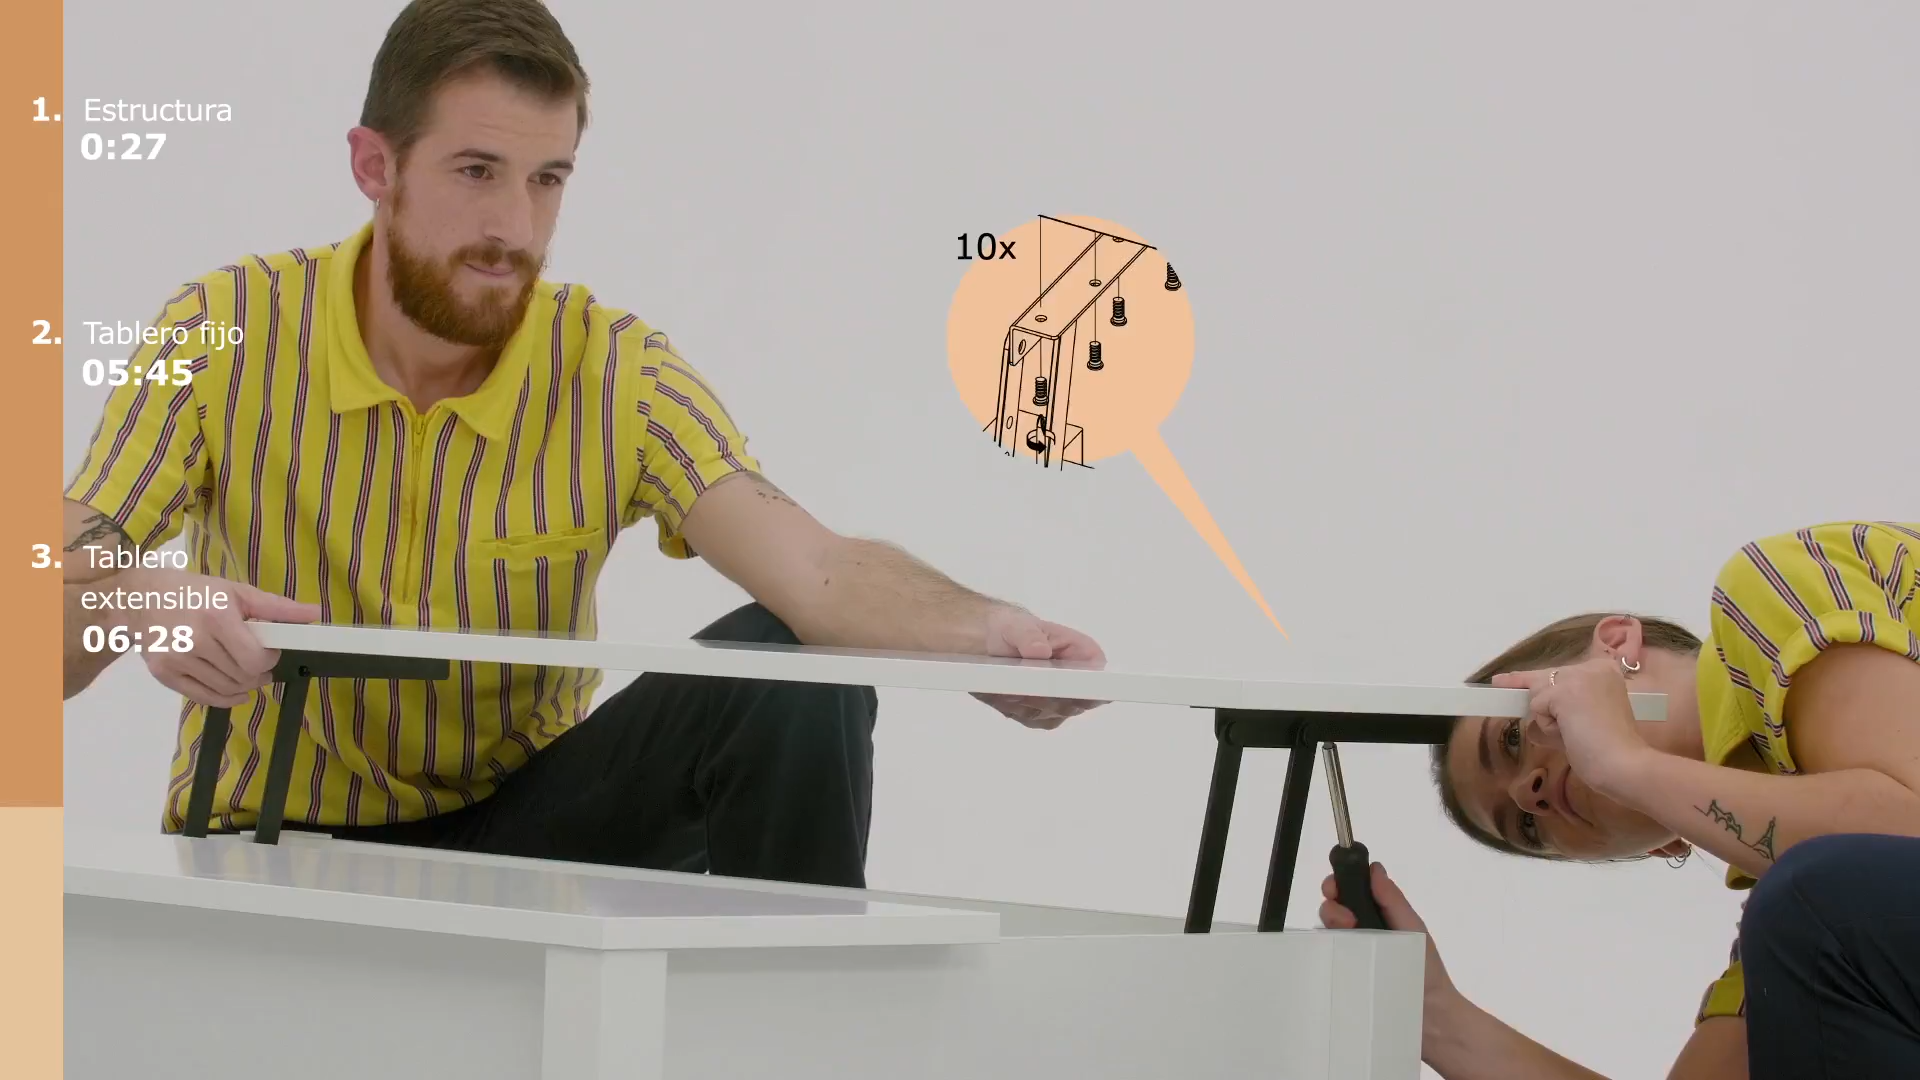 1. Estructura
0:27
10x
2. Tablero fijo
05:45
3. Tablero
extensible
06:28